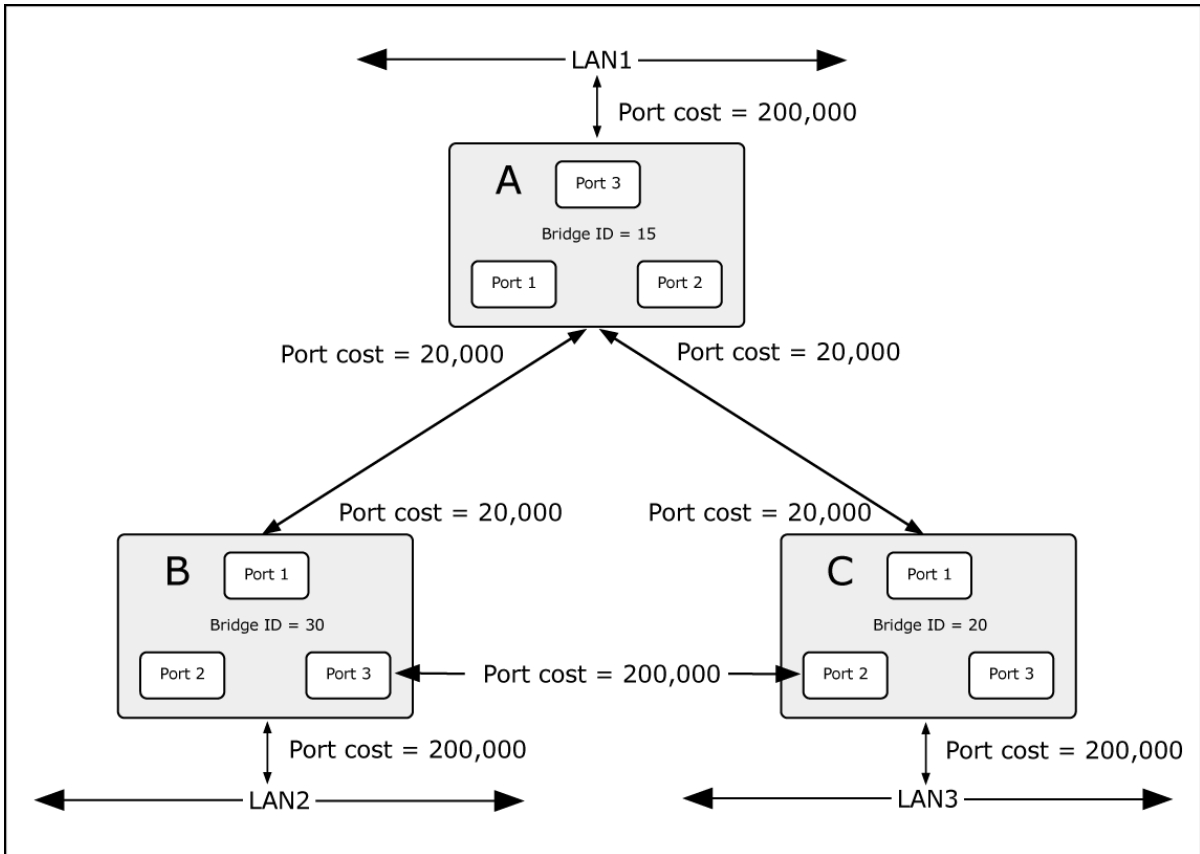 LAN1
Port cost = 200,000
A
Port 3
Bridge ID = 15
Port 1
Port 2
Port cost = 20,000
Port cost = 20,000
Port cost = 20,000
Port cost = 20,000
B
Port 1
Bridge ID = 30
Port 2
Port 3
Port cost = 200,000
C
Port 1
Bridge ID = 20
Port 2
Port 3
Port cost = 200,000
LAN2
Port cost = 200,000
LAN3